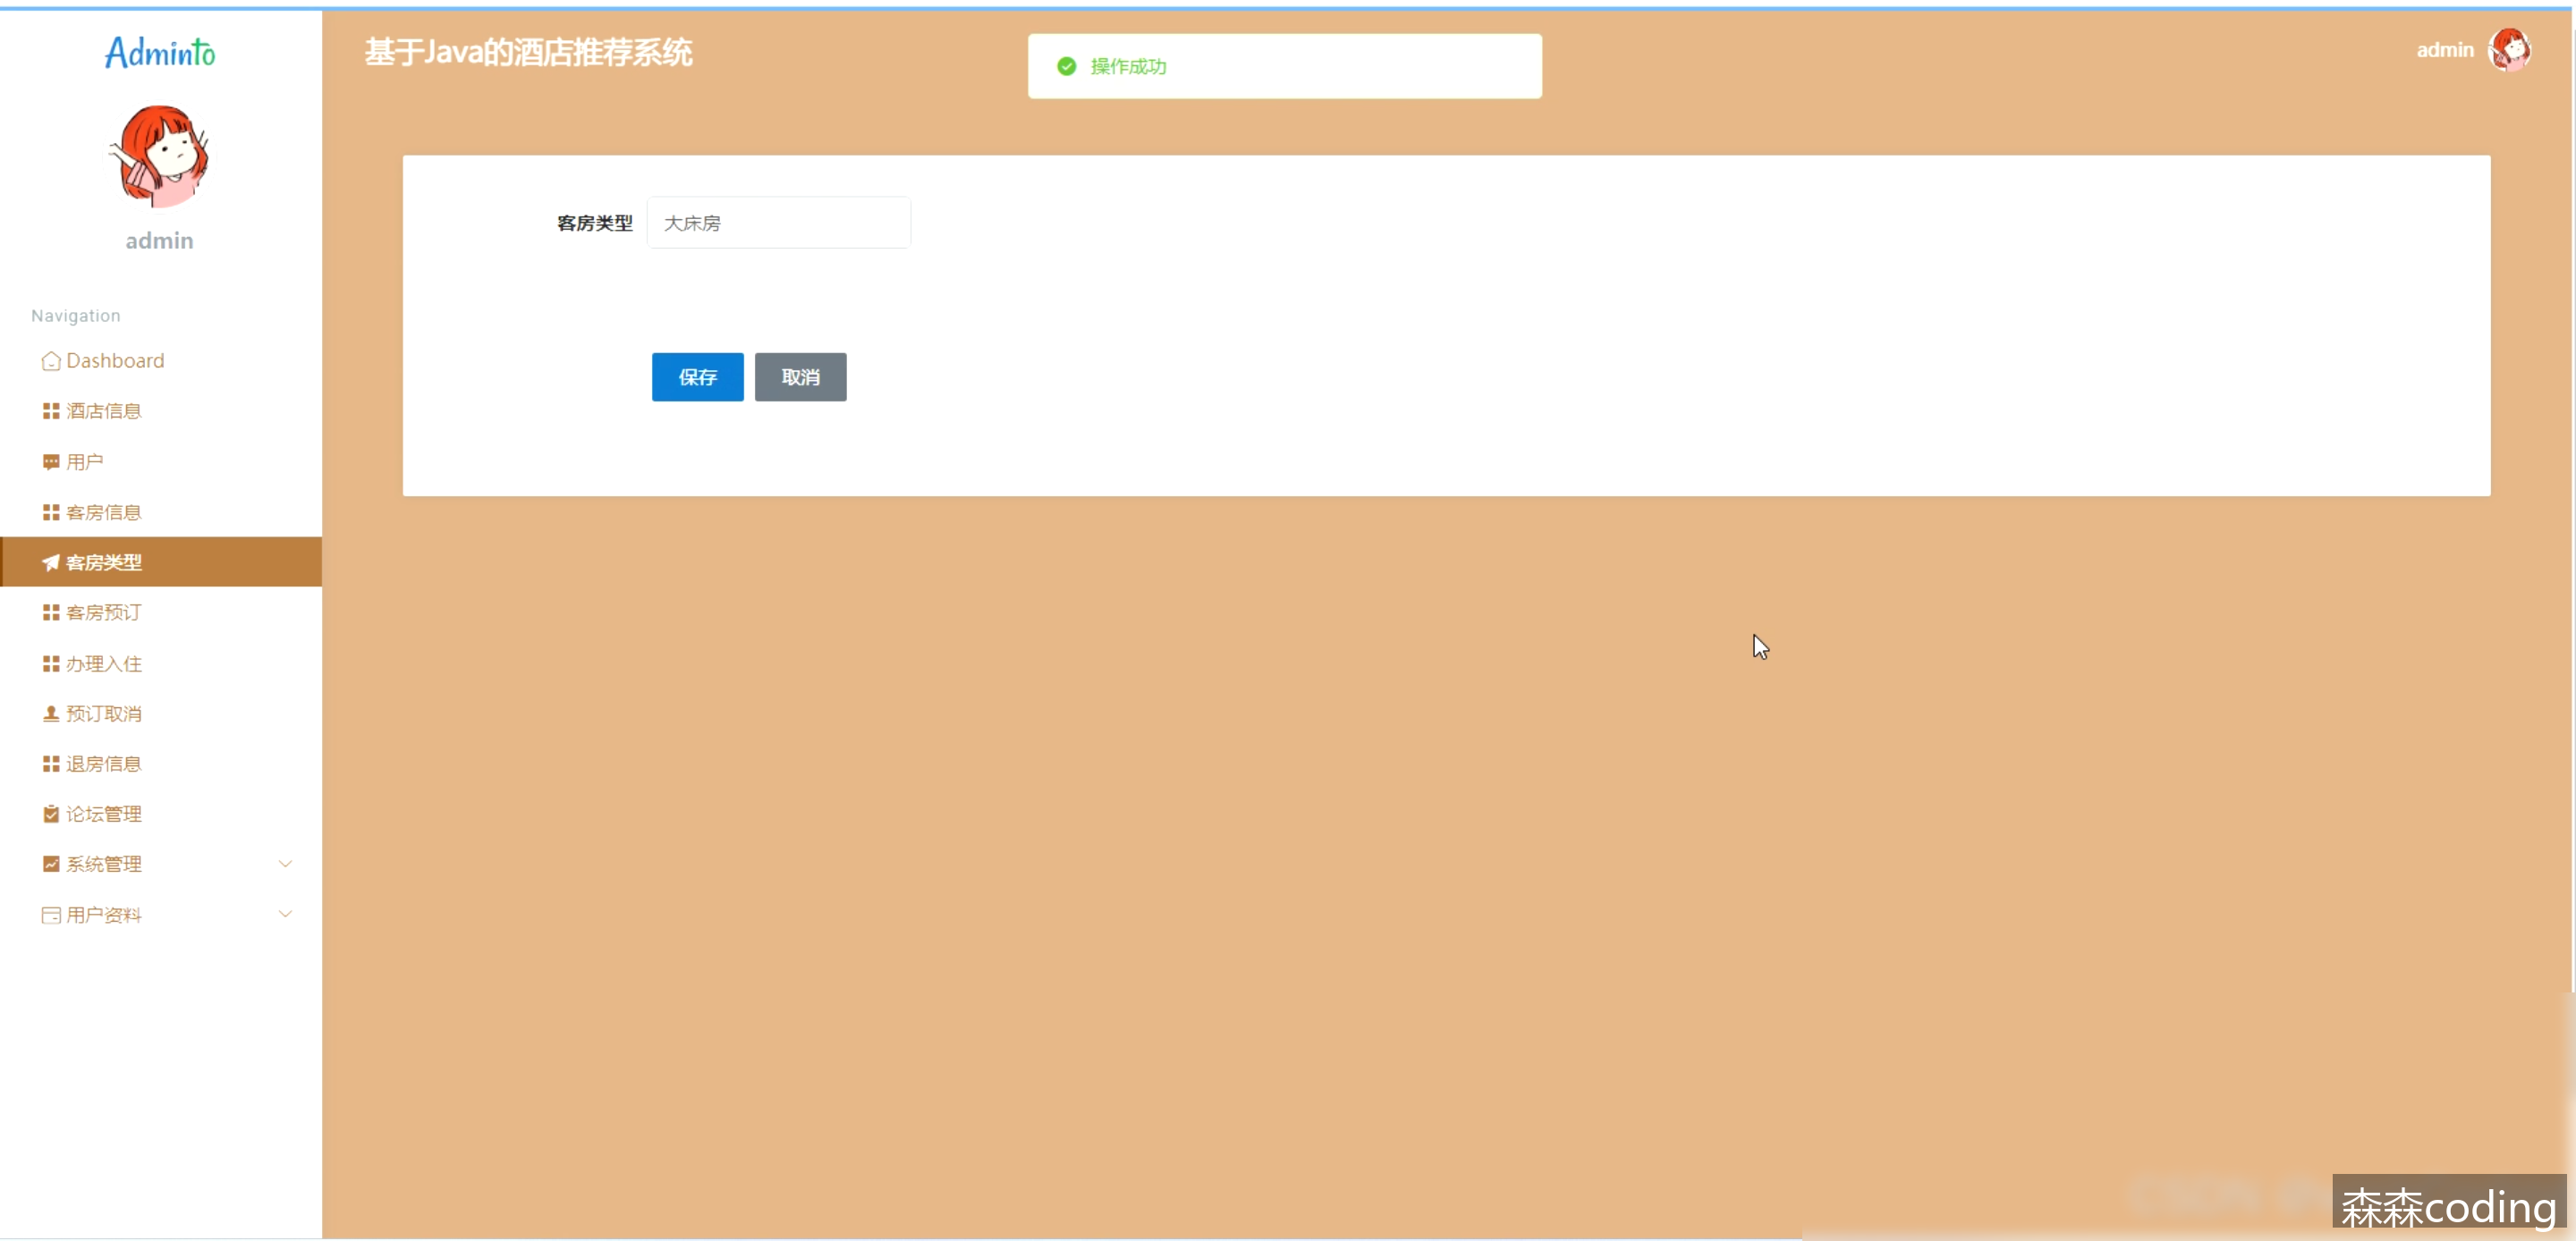 Adminto
基于Java的酒店推荐系统
操作成功
admin
admin
客房类型 大床房
保存 取消
Navigation
Dashboard
酒店信息
用户
客房信息
客房类型
客房预订
办理入住
预订取消
退房信息
论坛管理
系统管理
用户资料
森森coding